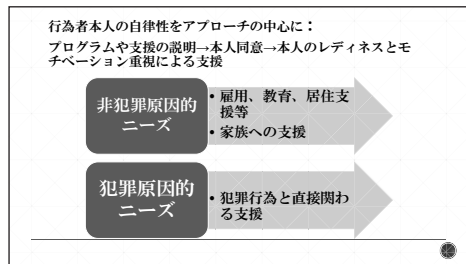 行為者本人の自律性をアプローチの中心に：
プログラムや支援の説明→本人同意→本人のレディネスとモ
チベーション重視による支援
非犯罪原因的
ニーズ
• 雇用、教育、居住支
援等
• 家族への支援
犯罪原因的
ニーズ
• 犯罪行為と直接関わ
る支援